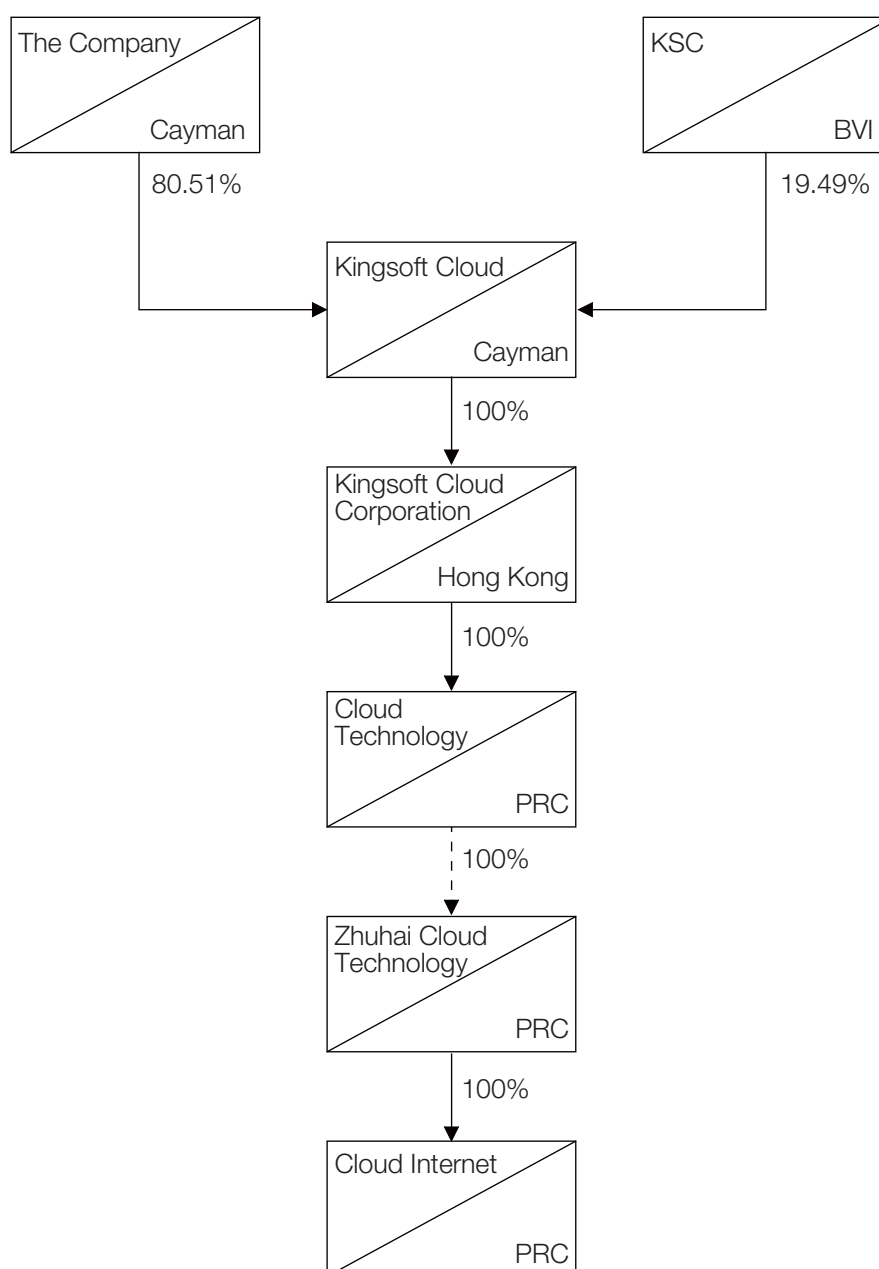 The Company
Cayman
KSC
BVI
80.51%
19.49%
Kingsoft Cloud
Cayman
100%
Kingsoft Cloud
Corporation
Hong Kong
100%
Cloud
Technology
PRC
100%
Zhuhai Cloud
Technology
PRC
100%
Cloud Internet
PRC